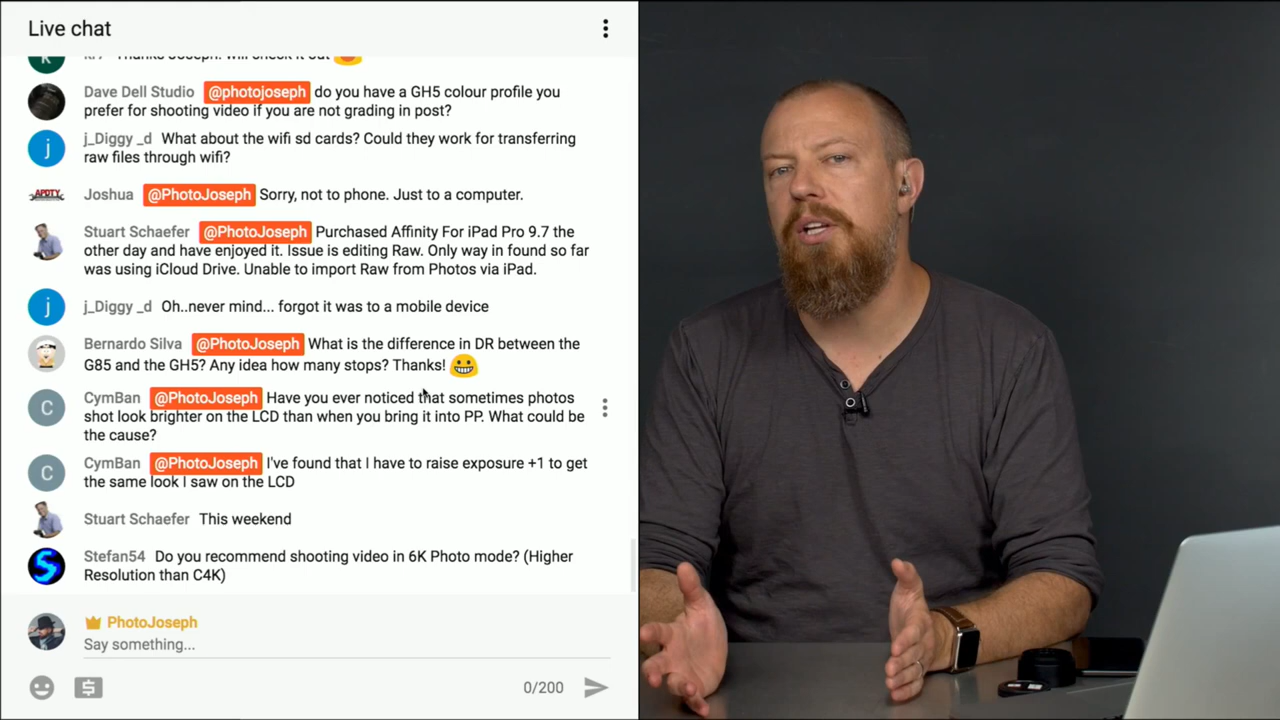 Live chat
Dave Dell Studio @photojoseph do you have a GH5 colour profile you
prefer for shooting video if you are not grading in post?
j_Diggy _d What about the wifi sd cards? Could they work for transferring
raw files through wifi?
Joshua @PhotoJoseph Sorry, not to phone. Just to a computer.
Stuart Schaefer @PhotoJoseph Purchased Affinity For iPad Pro 9.7 the
other day and have enjoyed it. Issue is editing Raw. Only way in found so far
was using iCloud Drive. Unable to import Raw from Photos via iPad.
j_Diggy _d Oh..never mind... forgot it was to a mobile device
Bernardo Silva @PhotoJoseph What is the difference in DR between the
G85 and the GH5? Any idea how many stops? Thanks!
CymBan @PhotoJoseph Have you ever noticed that sometimes photos
shot look brighter on the LCD than when you bring it into PP. What could be
the cause?
CymBan @PhotoJoseph I've found that I have to raise exposure +1 to get
the same look I saw on the LCD
Stuart Schaefer This weekend
Stefan54 Do you recommend shooting video in 6K Photo mode? (Higher
Resolution than C4K)
PhotoJoseph
Say something...
0/200